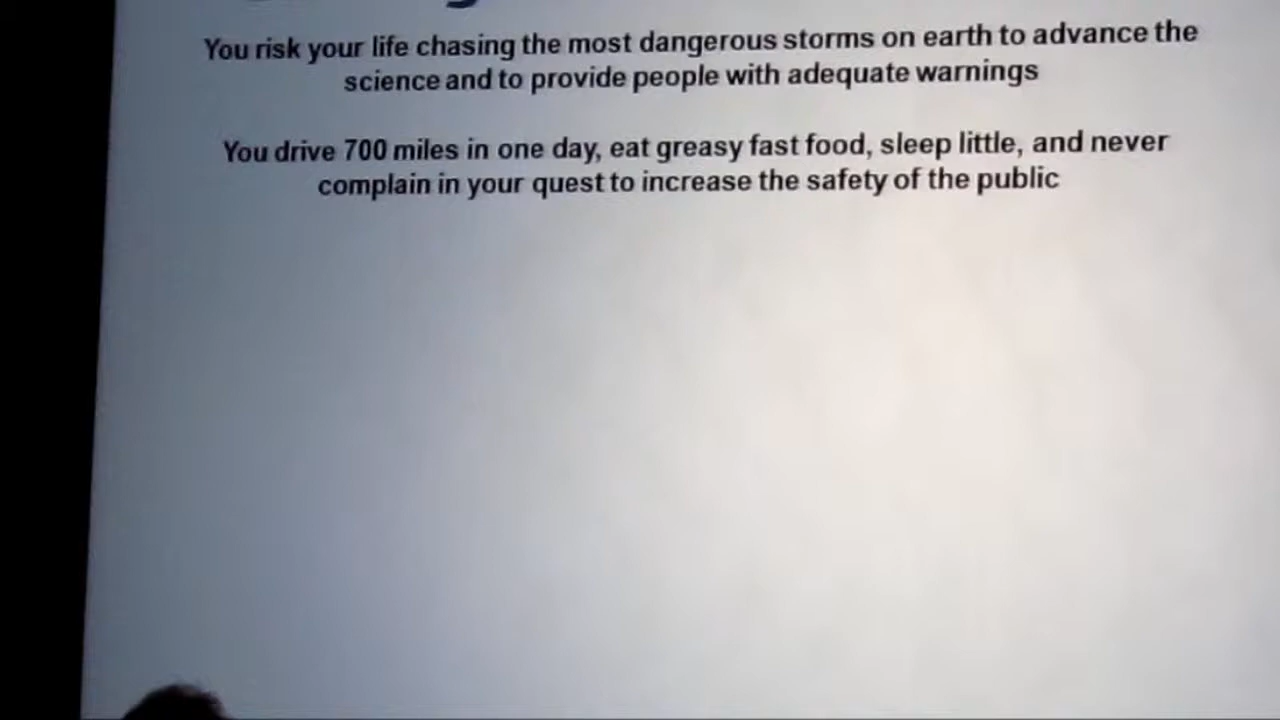 You risk your life chasing the most dangerous storms on earth to advance the
science and to provide people with adequate warnings
You drive 700 miles in one day, eat greasy fast food, sleep little, and never
complain in your quest to increase the safety of the public